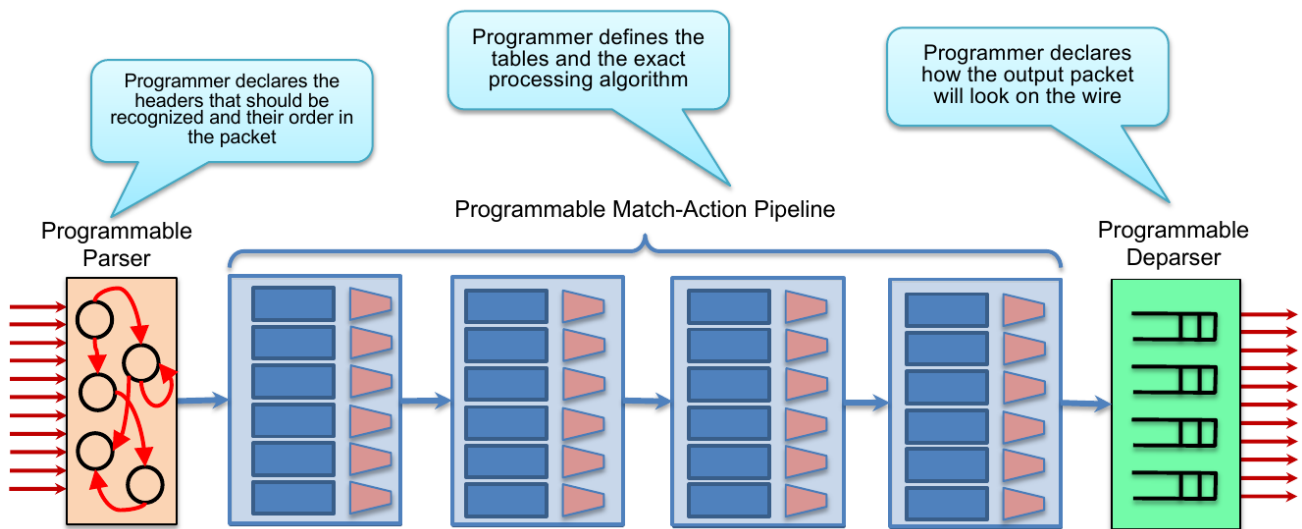 Programmer declares the
headers that should be
recognized and their order in
the packet
Programmer defines the
tables and the exact
processing algorithm
Programmer declares
how the output packet
will look on the wire
Programmable
Parser
Programmable Match-Action Pipeline
Programmable
Deparser